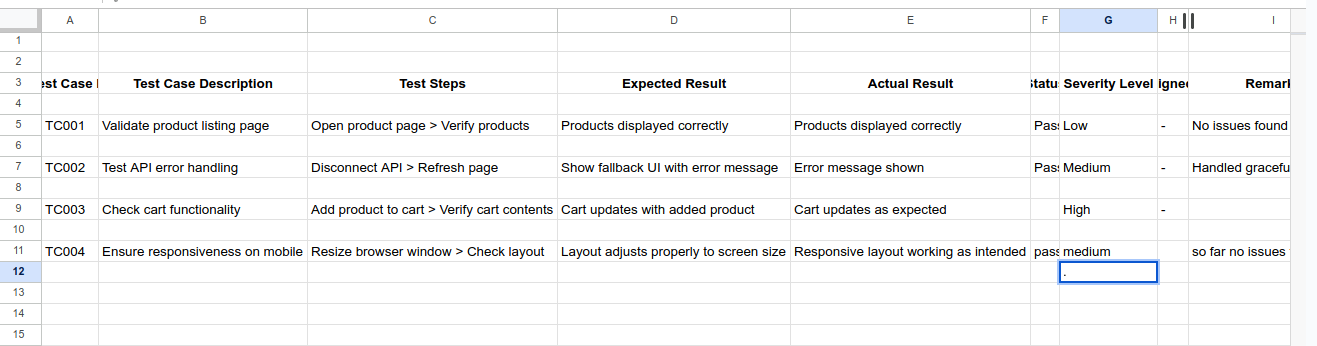 A B C D E F G H I
1
2
3 est Case Test Case Description Test Steps Expected Result Actual Result Statu Severity Level igne Remark
4
5 TC001 Validate product listing page Open product page > Verify products Products displayed correctly Products displayed correctly Pas Low - No issues found
6
7 TC002 Test API error handling Disconnect API > Refresh page Show fallback UI with error message Error message shown Pas Medium - Handled gracefu
8
9 TC003 Check cart functionality Add product to cart > Verify cart contents Cart updates with added product Cart updates as expected High -
10
11 TC004 Ensure responsiveness on mobile Resize browser window > Check layout Layout adjusts properly to screen size Responsive layout working as intended pass medium so far no issues
12 .
13
14
15